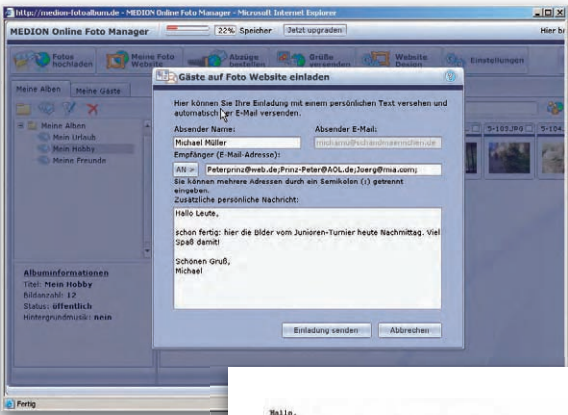 http://medion-fotoalbum.de - MEDION Online Foto Manager - Microsoft Internet Explorer
MEDION Online Foto Manager
22% Speicher
Jetzt upgraden
Hier
Fotos hochladen
Meine Foto Website
Abzüge bestellen
Grüße versenden
Website Design
Einstellungen
Gäste auf Foto Website einladen
Meine Alben
Meine Gäste
Hier können Sie Ihre Einladung mit einem persönlichen Text versehen und
automatisch per E-Mail versenden.
Absender Name:
Absender E-Mail:
Michael Müller
Empfänger (E-Mail-Adresse):
AN >
Peterprinz@web.de;Prinz-Peter@AOL.de;Joerg@mia.com;
Sie können mehrere Adressen durch ein Semikolon (;) getrennt
eingeben.
Zusätzliche persönliche Nachricht:
Hallo Leute,
schon fertig: hier die Bilder vom Junioren-Turnier heute Nachmittag. Viel
Spaß damit!
Schönen Gruß,
Michael
Einladung senden
Abbrechen
Meine Alben
Mein Urlaub
Mein Hobby
Meine Freunde
5-103.JPG
5-104.
Albuminformationen
Titel: Mein Hobby
Bildanzahl: 12
Status: öffentlich
Hintergrundmusik: nein
Fertig
Hallo,